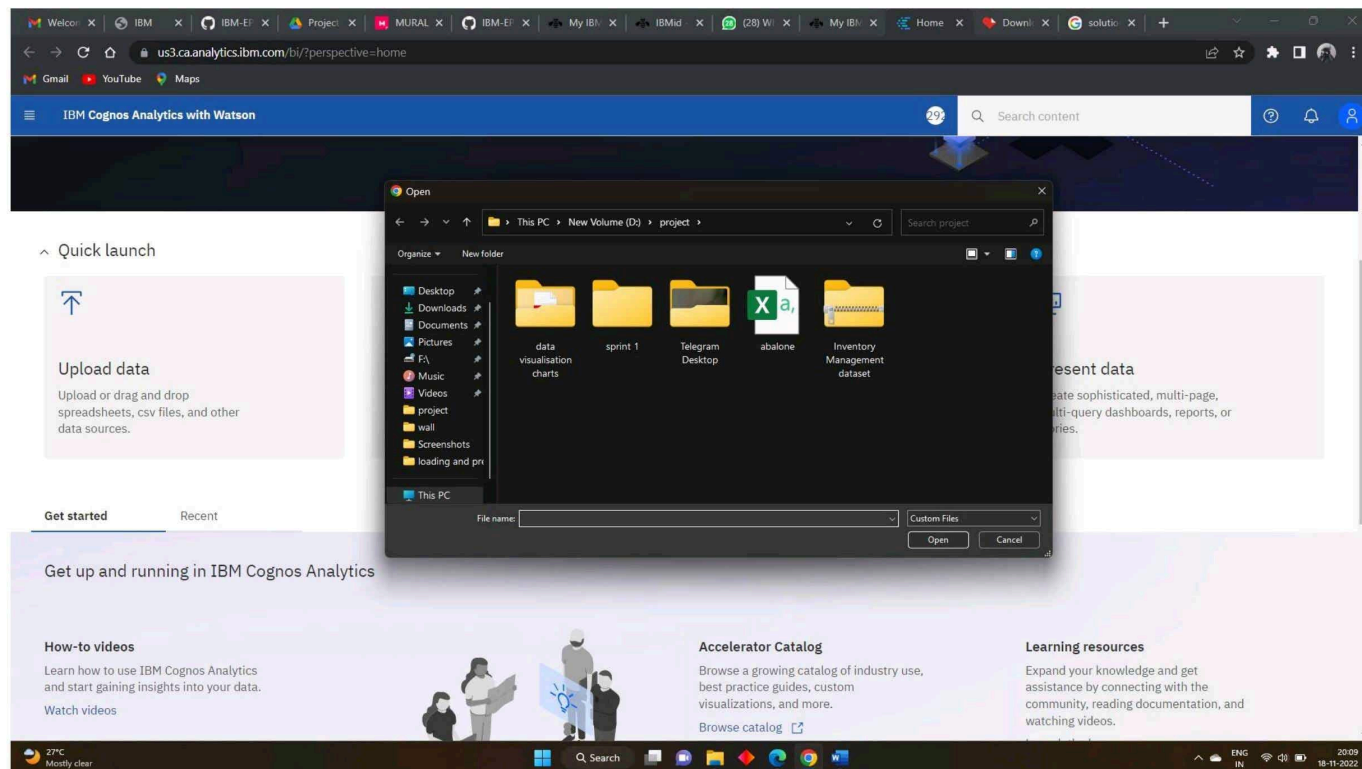 Welcon
IBM
IBM-EF
Project
MURAL
IBM-EF
My IBM
IBMid -
(28) W
My IBM
Home
Downl
solutio
us3.ca.analytics.ibm.com/bi/?perspective=home
Gmail
YouTube
Maps
IBM Cognos Analytics with Watson
292
Search content
Open
This PC > New Volume (D:) > project >
Search project
Organize
New folder
Desktop
Downloads
Documents
Pictures
F:\
Music
Videos
project
wall
Screenshots
loading and pre
This PC
data
visualisation
charts
sprint 1
Telegram
Desktop
a,
abalone
Inventory
Management
dataset
File name:
Custom Files
Open
Cancel
Quick launch
Upload data
Upload or drag and drop
spreadsheets, csv files, and other
data sources.
esent data
eate sophisticated, multi-page,
lti-query dashboards, reports, or
ries.
Get started
Recent
Get up and running in IBM Cognos Analytics
How-to videos
Learn how to use IBM Cognos Analytics
and start gaining insights into your data.
Watch videos
Accelerator Catalog
Browse a growing catalog of industry use,
best practice guides, custom
visualizations, and more.
Browse catalog
Learning resources
Expand your knowledge and get
assistance by connecting with the
community, reading documentation, and
watching videos.
27°C
Mostly clear
Search
ENG
IN
20:09
18-11-2022